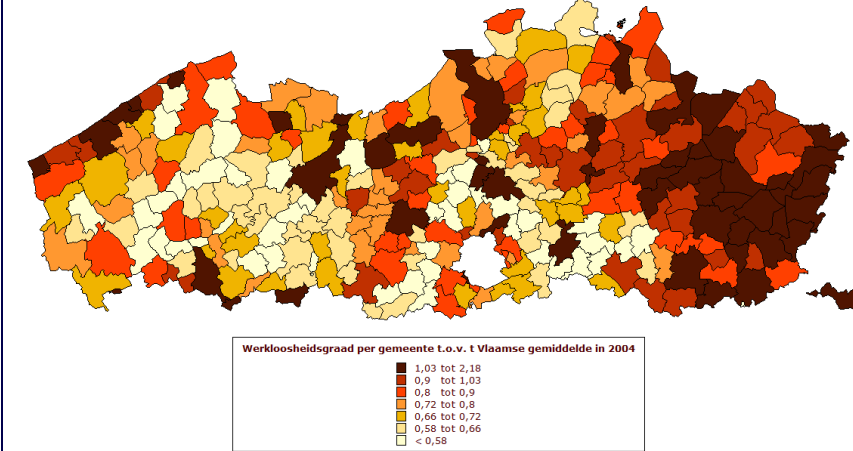 Werkloosheidsgraad per gemeente t.o.v. t Vlaamse gemiddelde in 2004
1,03 tot 2,18
0,9 tot 1,03
0,8 tot 0,9
0,72 tot 0,8
0,66 tot 0,72
0,58 tot 0,66
< 0,58